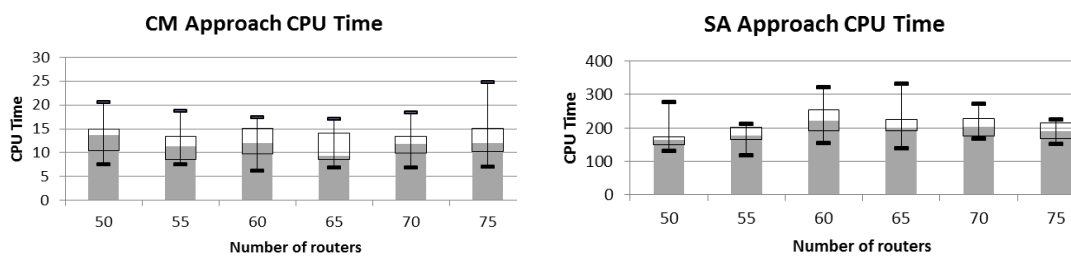 CM Approach CPU Time
30
25
20
15
10
5
0
CPU Time
50 55 60 65 70 75
Number of routers
SA Approach CPU Time
400
300
200
100
0
CPU Time
50 55 60 65 70 75
Number of routers